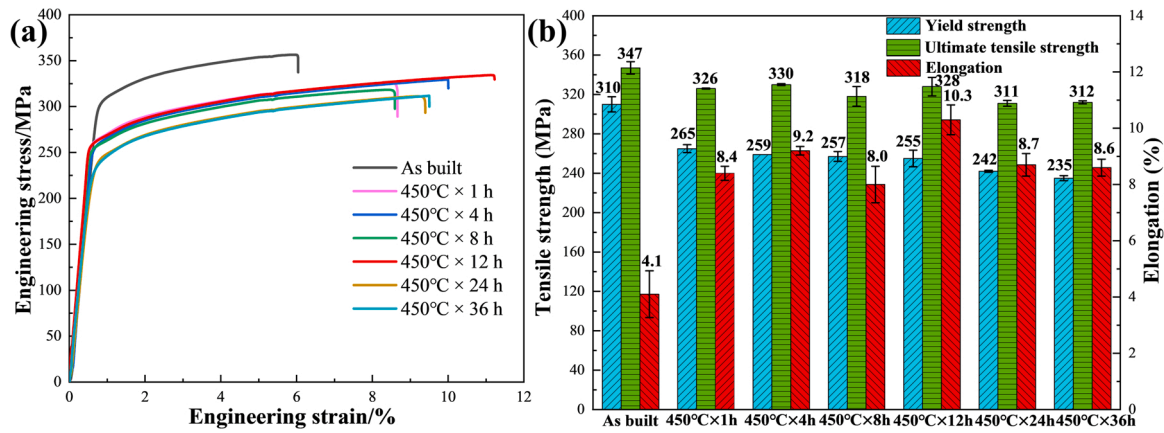 (a)
Engineering stress/MPa
400
350
300
250
200
150
100
50
0
0 2 4 6 8 10 12
Engineering strain/%
As built
450℃ × 1 h
450℃ × 4 h
450℃ × 8 h
450℃ × 12 h
450℃ × 24 h
450℃ × 36 h
(b)
Tensile strength (MPa)
400
360
320
280
240
200
160
120
80
40
0
Yield strength
Ultimate tensile strength
Elongation
310 347 4.1
265 326 8.4
259 330 9.2
257 318 8.0
255 328 10.3
242 311 8.7
235 312 8.6
As built 450℃×1h 450℃×4h 450℃×8h 450℃×12h 450℃×24h 450℃×36h
14
12
10
8
6
4
2
0
Elongation (%)